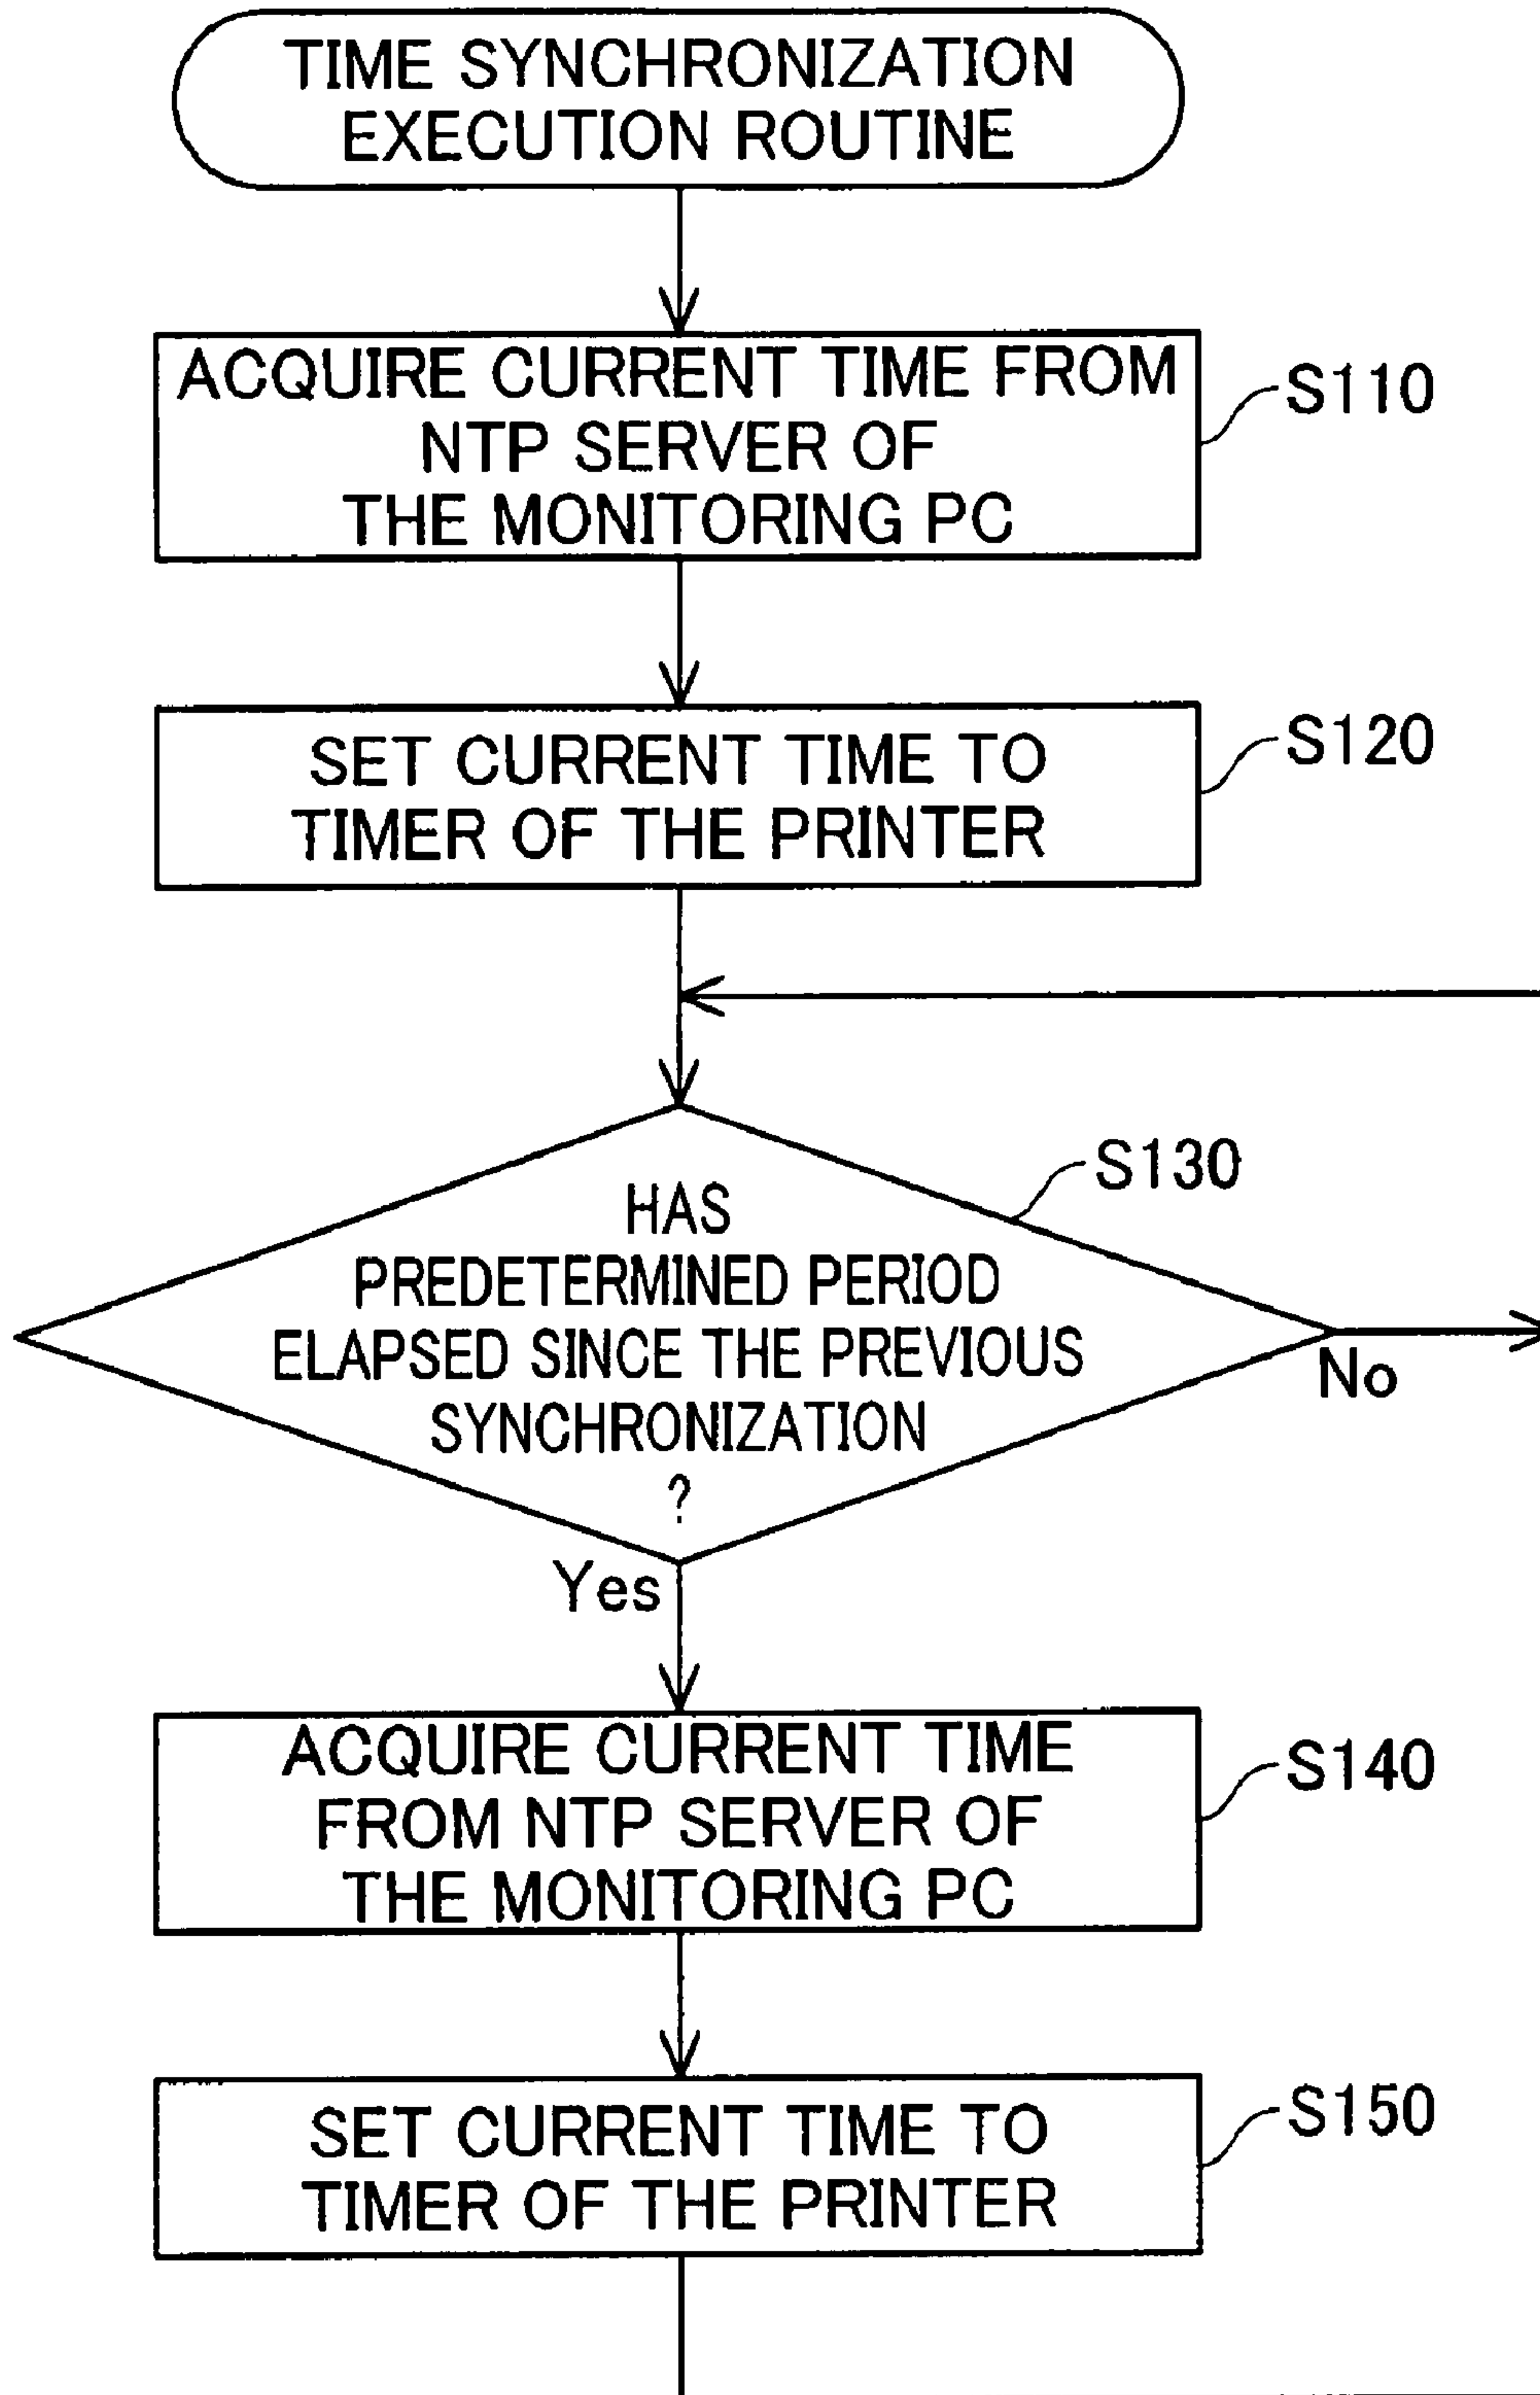 TIME SYNCHRONIZATION
EXECUTION ROUTINE
ACQUIRE CURRENT TIME FROM
NTP SERVER OF
THE MONITORING PC
S110
SET CURRENT TIME TO
TIMER OF THE PRINTER
S120
S130
HAS
PREDETERMINED PERIOD
ELAPSED SINCE THE PREVIOUS
SYNCHRONIZATION
?
No
Yes
ACQUIRE CURRENT TIME
FROM NTP SERVER OF
THE MONITORING PC
S140
SET CURRENT TIME TO
TIMER OF THE PRINTER
S150